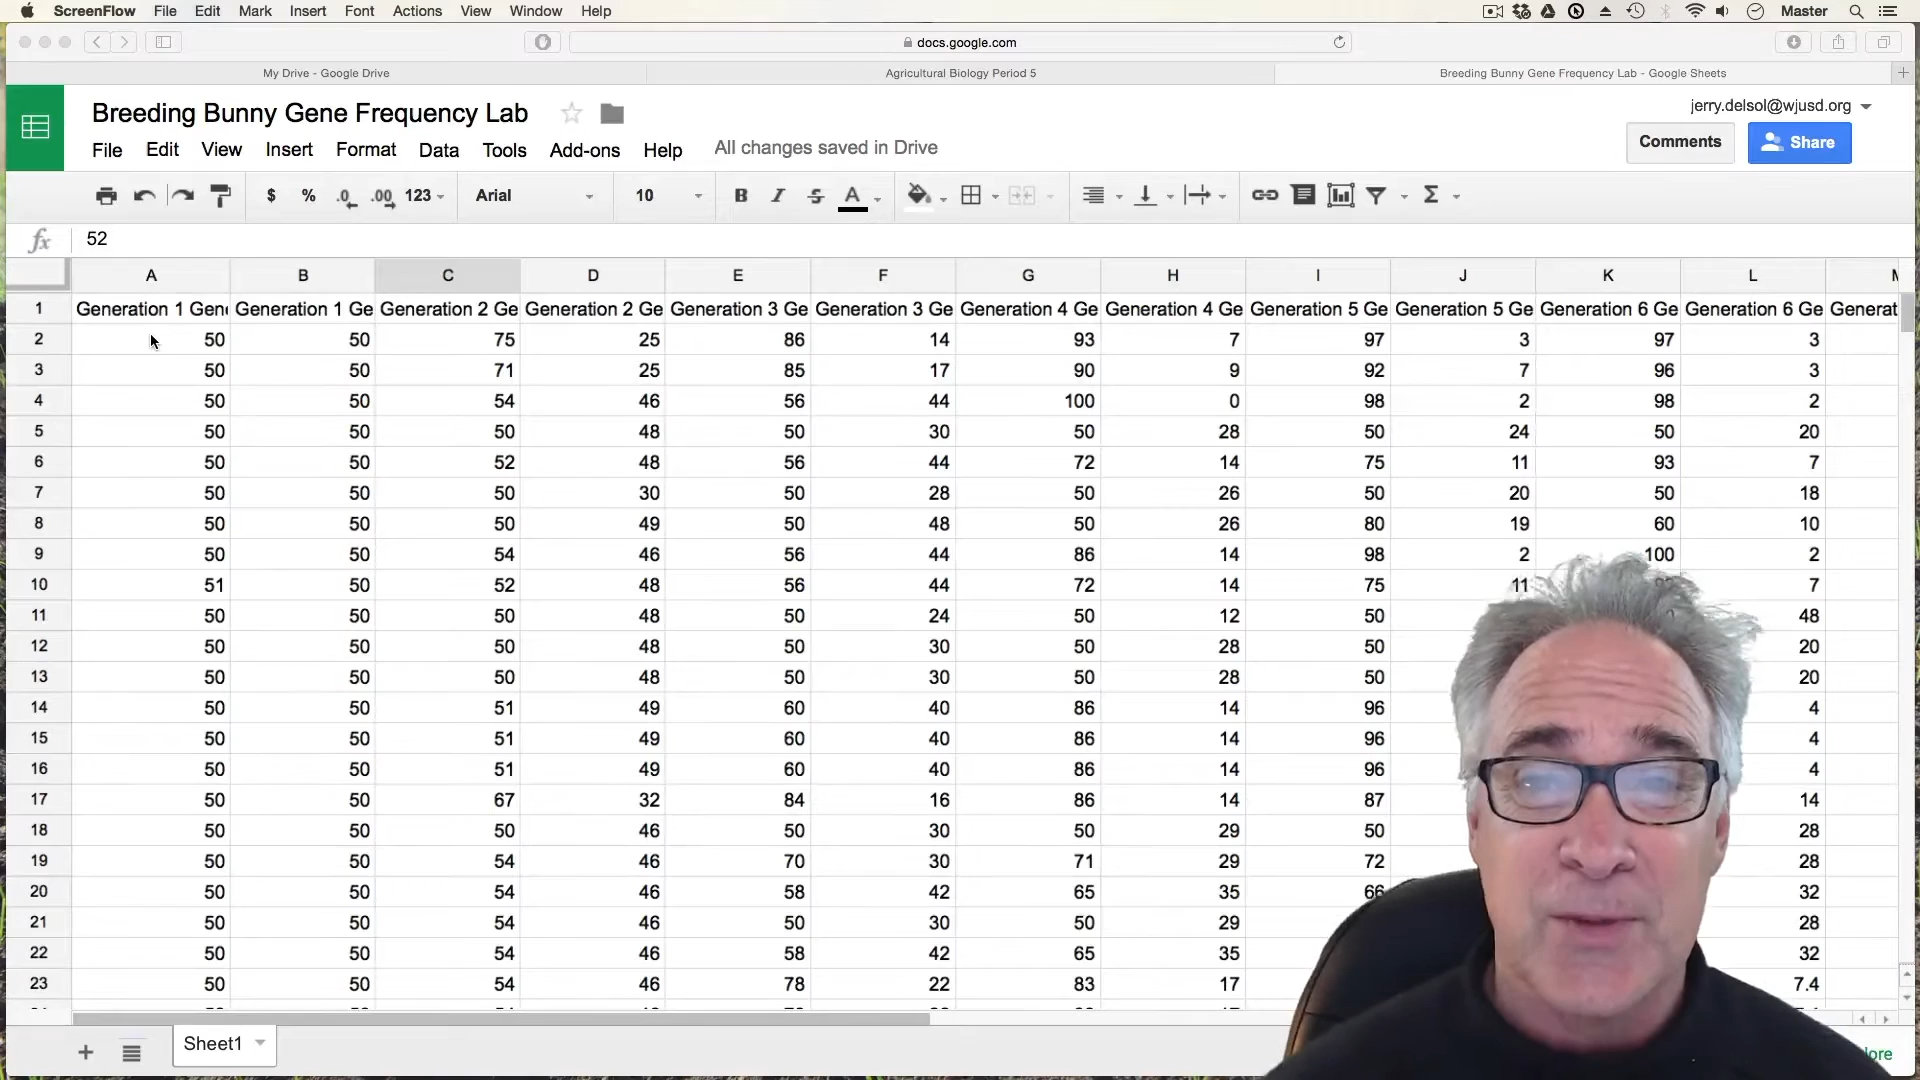 ScreenFlow File Edit Mark Insert Font Actions View Window Help Master
docs.google.com
My Drive - Google Drive Agricultural Biology Period 5 Breeding Bunny Gene Frequency Lab - Google Sheets
Breeding Bunny Gene Frequency Lab jerry.delsol@wjusd.org
File Edit View Insert Format Data Tools Add-ons Help All changes saved in Drive Comments Share
$ % .0 .00 123 Arial 10 B I S A Σ
fx 52
A B C D E F G H I J K L
1 Generation 1 Gen Generation 1 Ge Generation 2 Ge Generation 2 Ge Generation 3 Ge Generation 3 Ge Generation 4 Ge Generation 4 Ge Generation 5 Ge Generation 5 Ge Generation 6 Ge Generation 6 Ge Generat
2 50 50 75 25 86 14 93 7 97 3 97 3
3 50 50 71 25 85 17 90 9 92 7 96 3
4 50 50 54 46 56 44 100 0 98 2 98 2
5 50 50 50 48 50 30 50 28 50 24 50 20
6 50 50 52 48 56 44 72 14 75 11 93 7
7 50 50 50 30 50 28 50 26 50 20 50 18
8 50 50 50 49 50 48 50 26 80 19 60 10
9 50 50 54 46 56 44 86 14 98 2 100 2
10 51 50 52 48 56 44 72 14 75 11 7
11 50 50 50 48 50 24 50 12 50 48
12 50 50 50 48 50 30 50 28 50 20
13 50 50 50 48 50 30 50 28 50 20
14 50 50 51 49 60 40 86 14 96 4
15 50 50 51 49 60 40 86 14 96 4
16 50 50 51 49 60 40 86 14 96 4
17 50 50 67 32 84 16 86 14 87 14
18 50 50 50 46 50 30 50 29 50 28
19 50 50 54 46 70 30 71 29 72 28
20 50 50 54 46 58 42 65 35 66 32
21 50 50 54 46 50 30 50 29 28
22 50 50 54 46 58 42 65 35 32
23 50 50 54 46 78 22 83 17 7.4
Sheet1